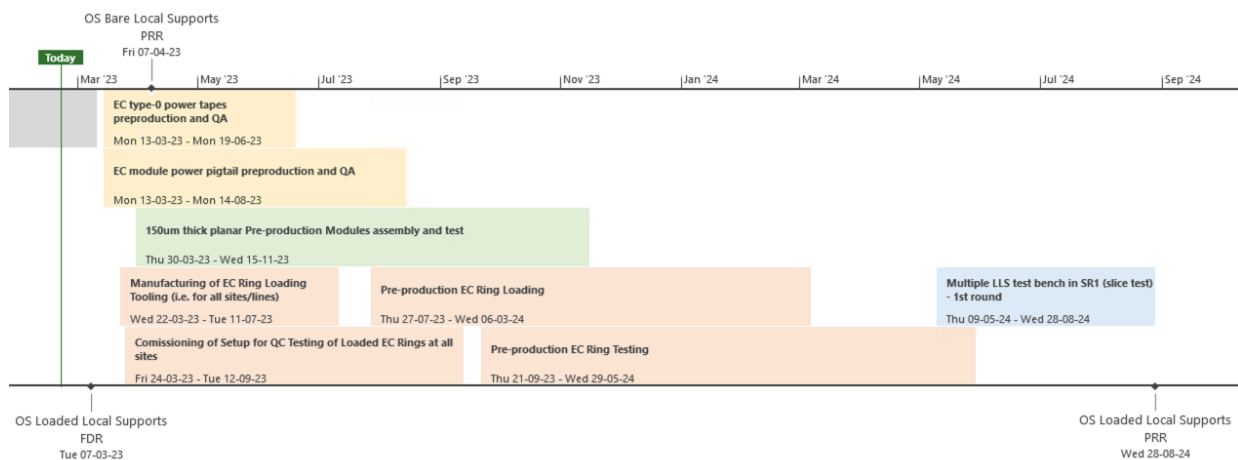 OS Bare Local Supports
PRR
Fri 07-04-23
Today
Mar '23
May '23
Jul '23
Sep '23
Nov '23
Jan '24
Mar '24
May '24
Jul '24
Sep '24
EC type-0 power tapes
preproduction and QA
Mon 13-03-23 - Mon 19-06-23
EC module power pigtail preproduction and QA
Mon 13-03-23 - Mon 14-08-23
150um thick planar Pre-production Modules assembly and test
Thu 30-03-23 - Wed 15-11-23
Manufacturing of EC Ring Loading
Tooling (i.e. for all sites/lines)
Wed 22-03-23 - Tue 11-07-23
Pre-production EC Ring Loading
Thu 27-07-23 - Wed 06-03-24
Multiple LLS test bench in SR1 (slice test)
- 1st round
Thu 09-05-24 - Wed 28-08-24
Comissioning of Setup for QC Testing of Loaded EC Rings at all
sites
Fri 24-03-23 - Tue 12-09-23
Pre-production EC Ring Testing
Thu 21-09-23 - Wed 29-05-24
OS Loaded Local Supports
FDR
Tue 07-03-23
OS Loaded Local Supports
PRR
Wed 28-08-24